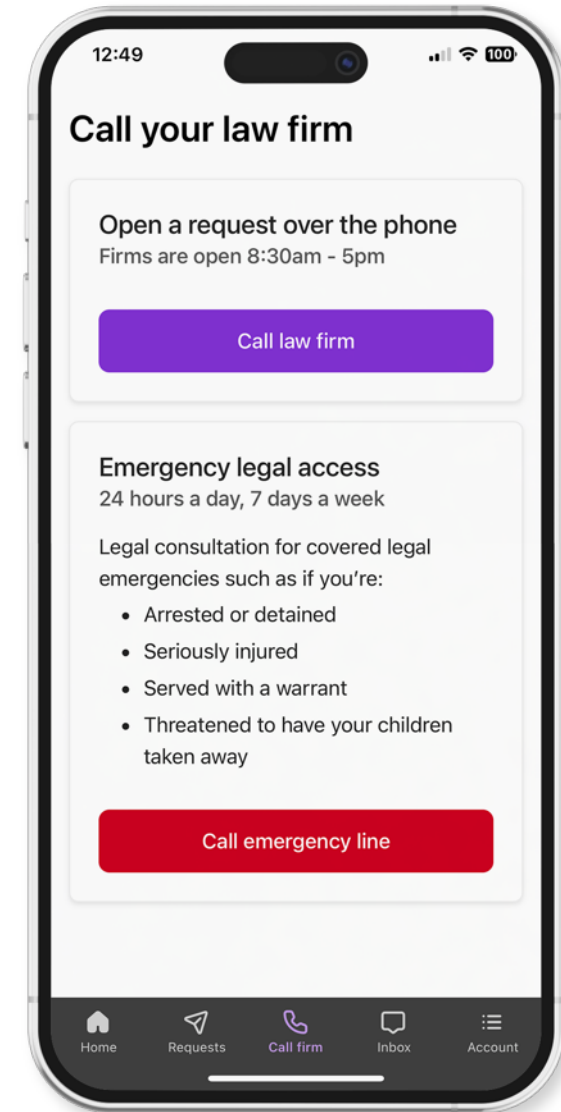 12:49
100
Call your law firm
Open a request over the phone
Firms are open 8:30am - 5pm
Call law firm
Emergency legal access
24 hours a day, 7 days a week
Legal consultation for covered legal
emergencies such as if you’re:
• Arrested or detained
• Seriously injured
• Served with a warrant
• Threatened to have your children
taken away
Call emergency line
Home
Requests
Call firm
Inbox
Account